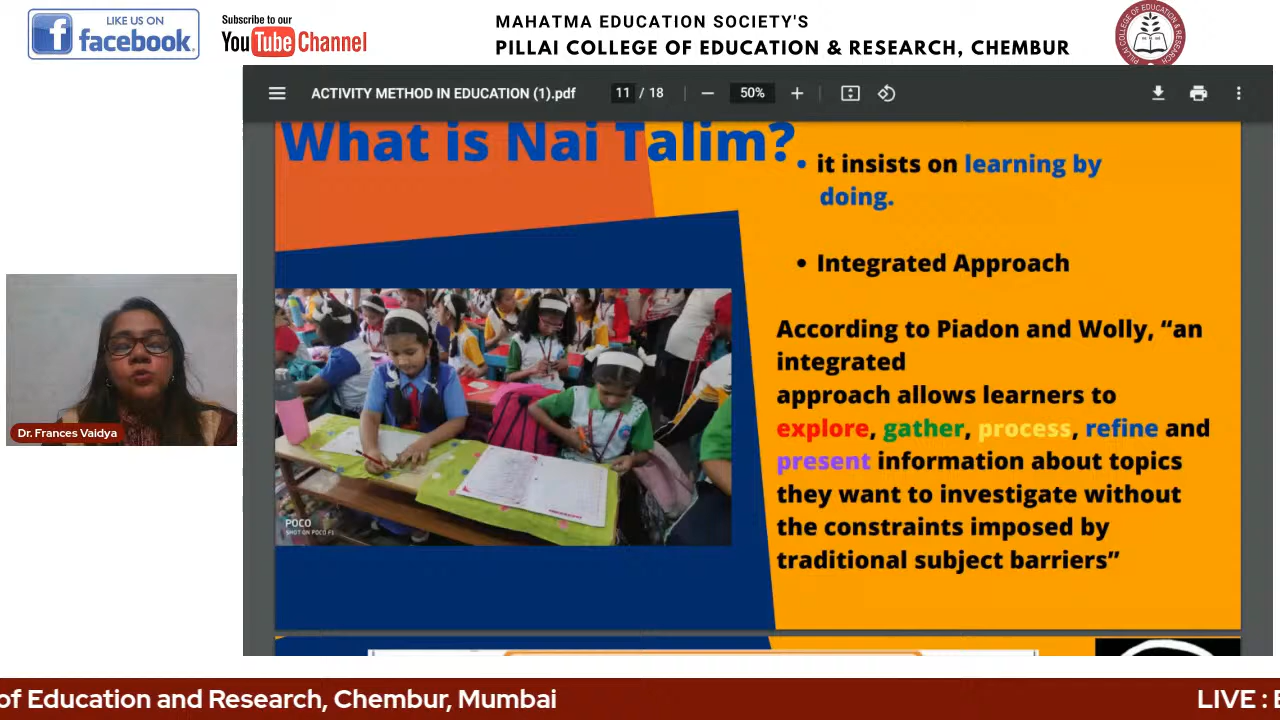 LIKE US ON
facebook.
Subscribe to our
YouTube Channel
MAHATMA EDUCATION SOCIETY'S
PILLAI COLLEGE OF EDUCATION & RESEARCH, CHEMBUR
ACTIVITY METHOD IN EDUCATION (1).pdf
11 / 18
50%
What is Nai Talim?
• it insists on learning by
doing.
• Integrated Approach
According to Piadon and Wolly, “an
integrated
approach allows learners to
explore, gather, process, refine and
present information about topics
they want to investigate without
the constraints imposed by
traditional subject barriers”
POCO
SHOT ON POCO F1
Dr. Frances Vaidya
of Education and Research, Chembur, Mumbai
LIVE : E